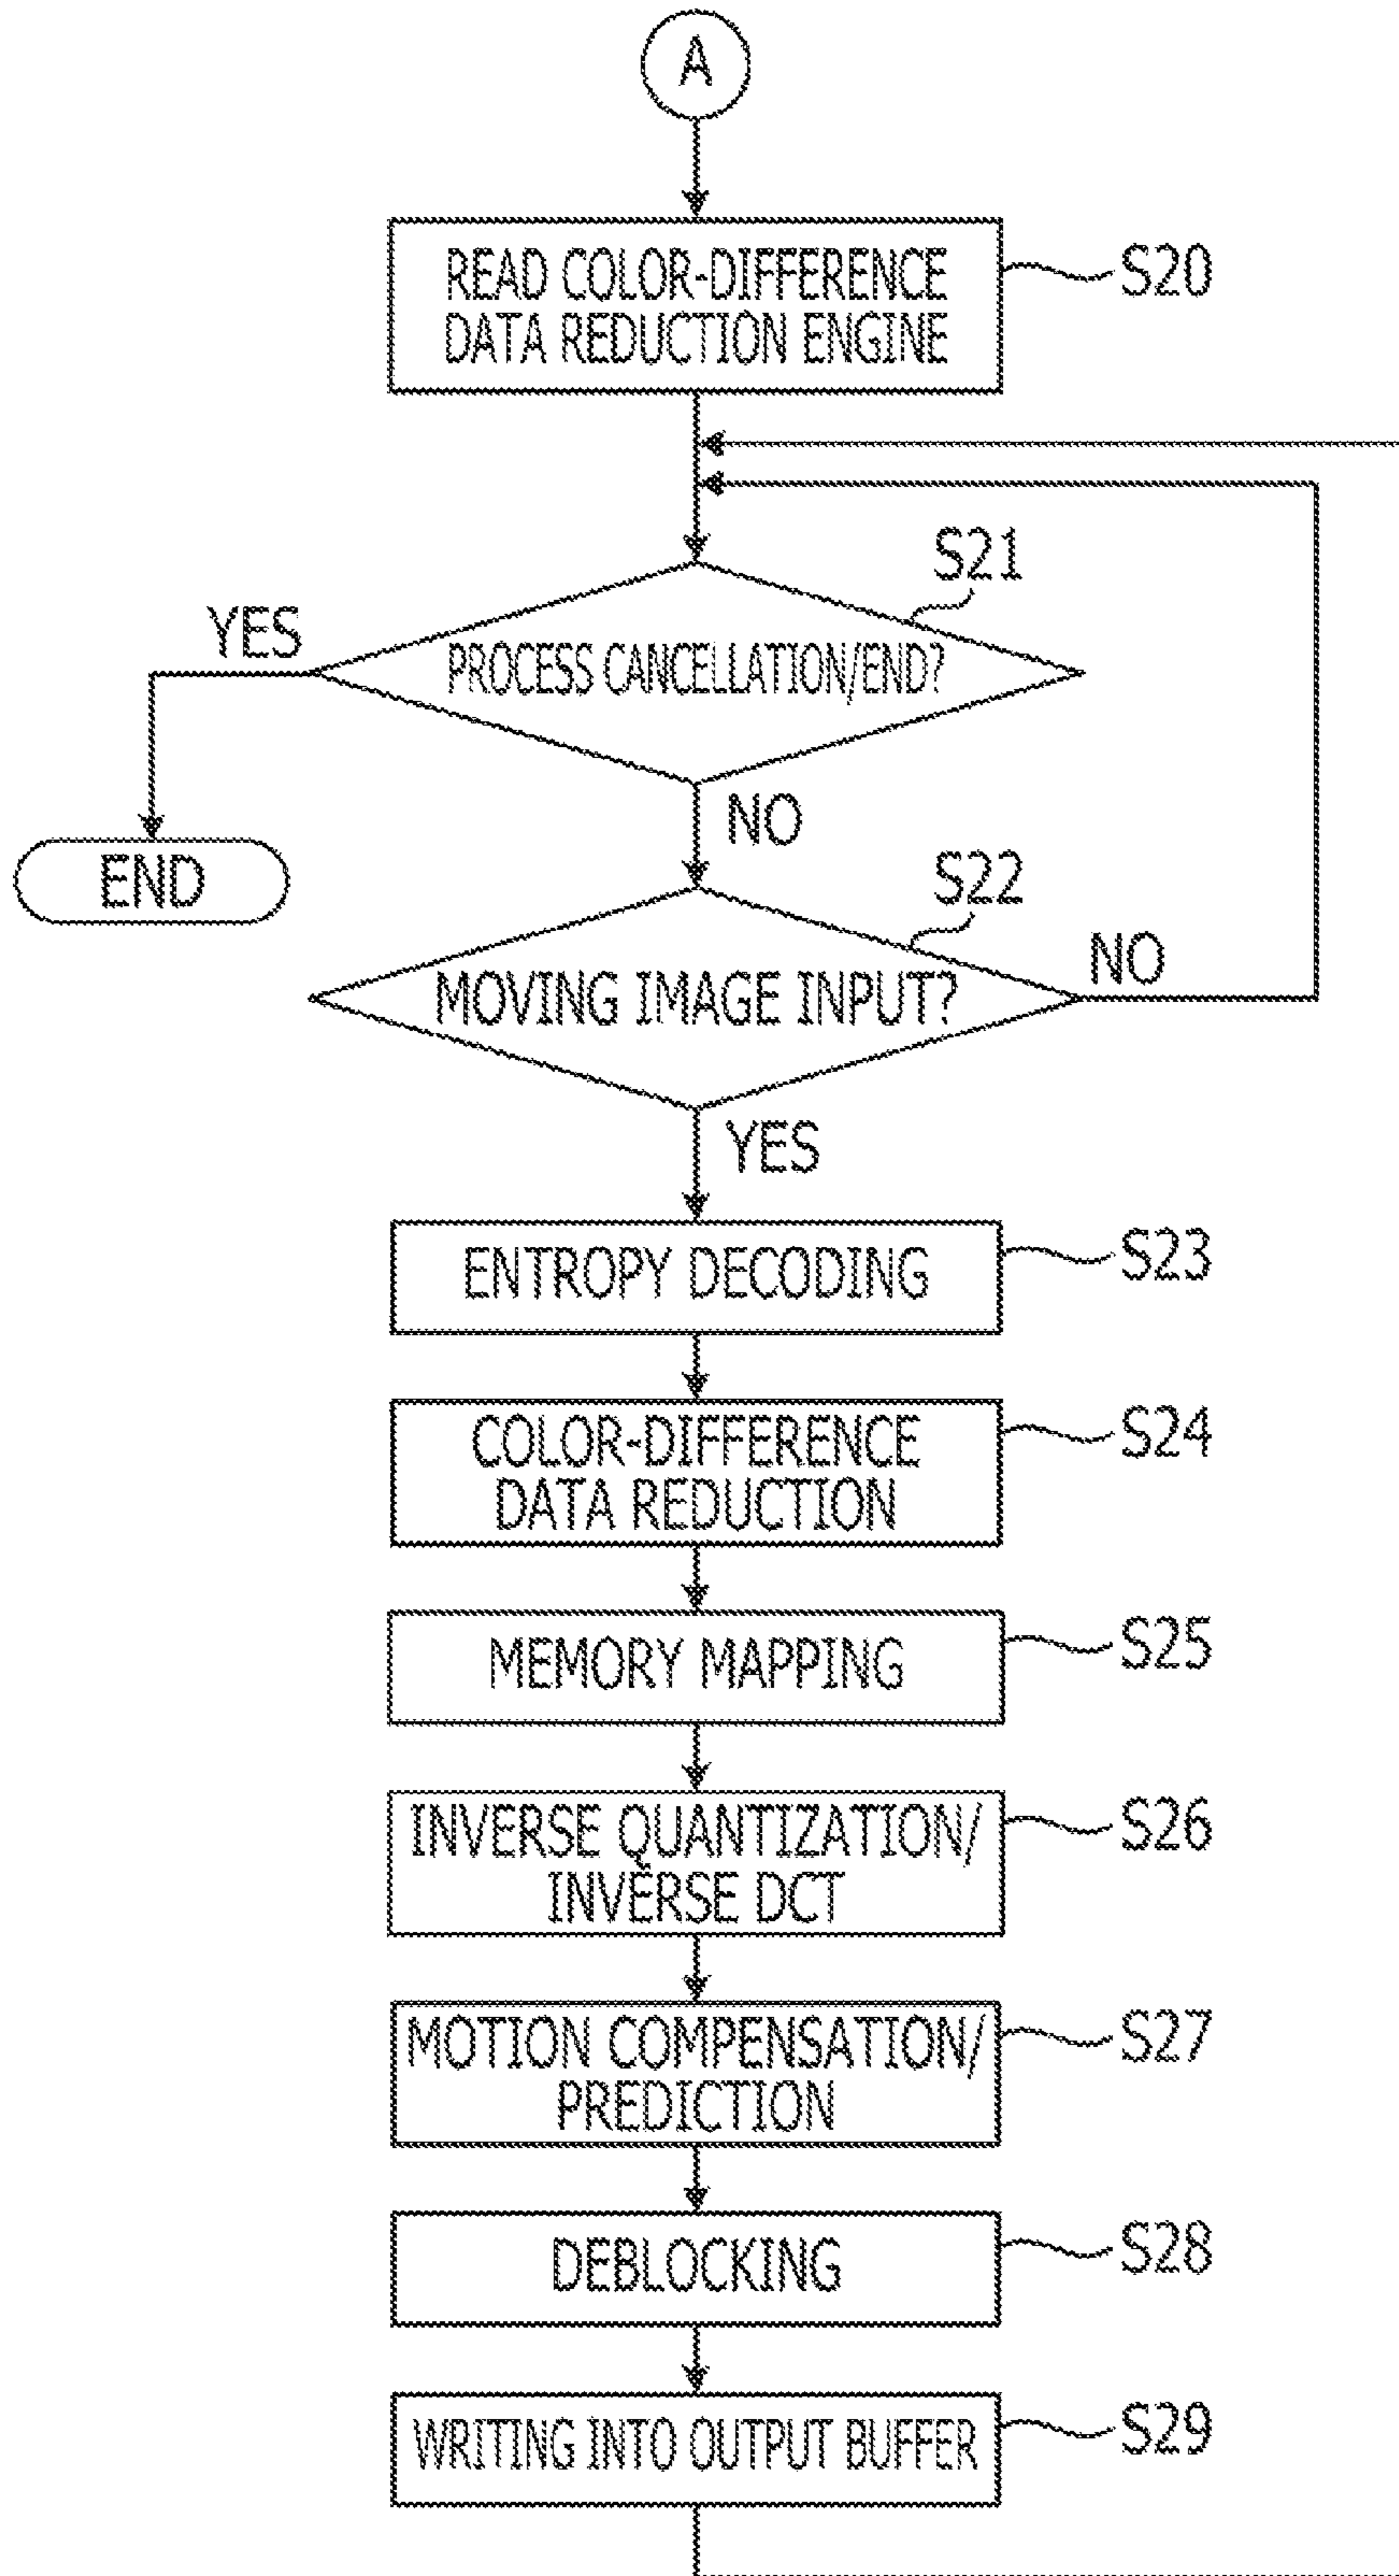 A
READ COLOR-DIFFERENCE
DATA REDUCTION ENGINE
S20
S21
YES
PROCESS CANCELLATION/END?
NO
END
S22
MOVING IMAGE INPUT?
NO
YES
ENTROPY DECODING
S23
COLOR-DIFFERENCE
DATA REDUCTION
S24
MEMORY MAPPING
S25
INVERSE QUANTIZATION/
INVERSE DCT
S26
MOTION COMPENSATION/
PREDICTION
S27
DEBLOCKING
S28
WRITING INTO OUTPUT BUFFER
S29